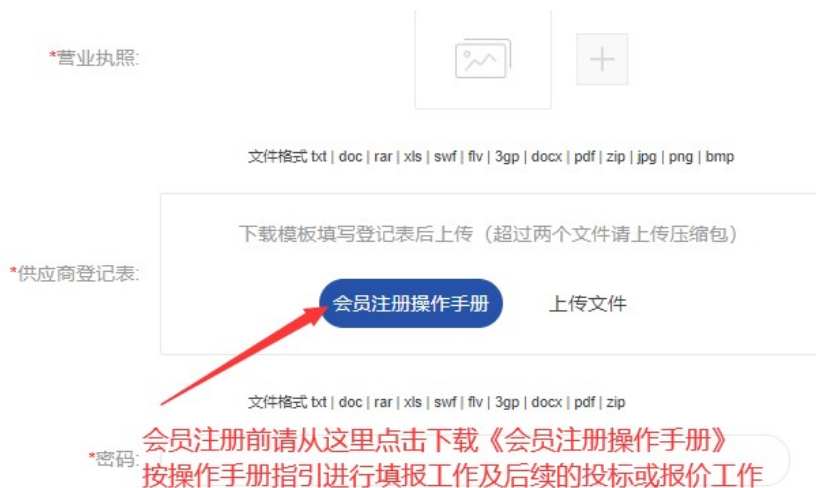 *营业执照:
文件格式 txt | doc | rar | xls | swf | flv | 3gp | docx | pdf | zip | jpg | png | bmp
下载模板填写登记表后上传（超过两个文件请上传压缩包）
*供应商登记表:
会员注册操作手册 上传文件
文件格式 txt | doc | rar | xls | swf | flv | 3gp | docx | pdf | zip
会员注册前请从这里点击下载《会员注册操作手册》
*密码:
按操作手册指引进行填报工作及后续的投标或报价工作